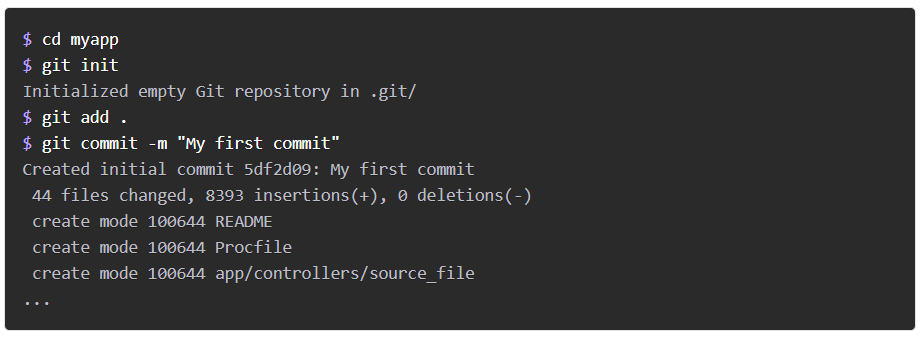 $ cd myapp
$ git init
Initialized empty Git repository in .git/
$ git add .
$ git commit -m "My first commit"
Created initial commit 5df2d09: My first commit
 44 files changed, 8393 insertions(+), 0 deletions(-)
 create mode 100644 README
 create mode 100644 Procfile
 create mode 100644 app/controllers/source_file
...